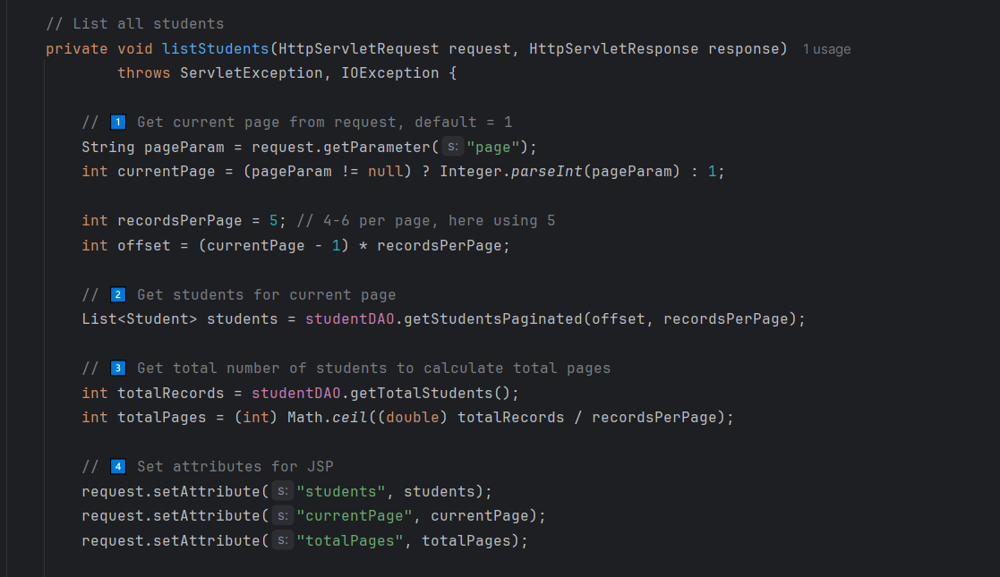 // List all students
private void listStudents(HttpServletRequest request, HttpServletResponse response) 1 usage
throws ServletException, IOException {
// 1️⃣ Get current page from request, default = 1
String pageParam = request.getParameter( s: "page");
int currentPage = (pageParam != null) ? Integer.parseInt(pageParam) : 1;
int recordsPerPage = 5; // 4-6 per page, here using 5
int offset = (currentPage - 1) * recordsPerPage;
// 2️⃣ Get students for current page
List<Student> students = studentDAO.getStudentsPaginated(offset, recordsPerPage);
// 3️⃣ Get total number of students to calculate total pages
int totalRecords = studentDAO.getTotalStudents();
int totalPages = (int) Math.ceil((double) totalRecords / recordsPerPage);
// 4️⃣ Set attributes for JSP
request.setAttribute( s: "students", students);
request.setAttribute( s: "currentPage", currentPage);
request.setAttribute( s: "totalPages", totalPages);